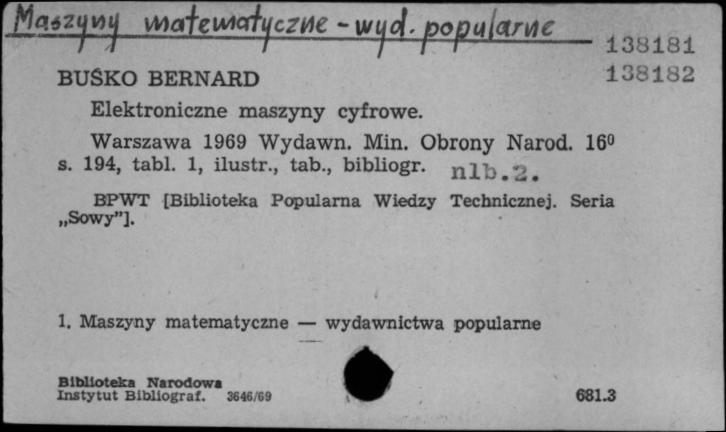 Maszyny matematyczne - wyd. popularne
138181
138182
BUŚKO BERNARD
Elektroniczne maszyny cyfrowe.
Warszawa 1969 Wydawn. Min. Obrony Narod. 16⁰
s. 194, tabl. 1, ilustr., tab., bibliogr. nlb.2.
BPWT [Biblioteka Popularna Wiedzy Technicznej. Seria
„Sowy”].
1. Maszyny matematyczne — wydawnictwa popularne
Biblioteka Narodowa
Instytut Bibliograf. 3646/69
681.3